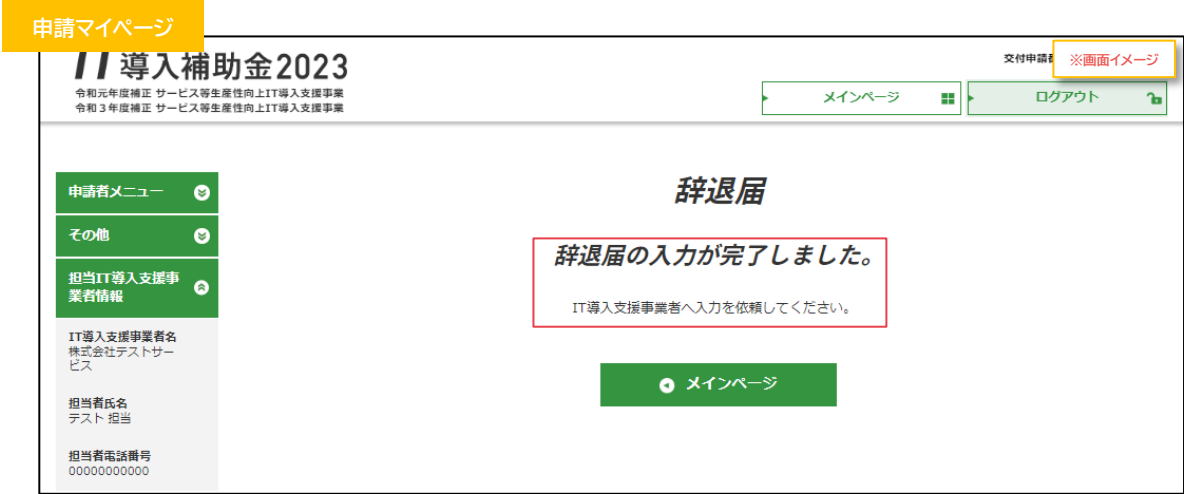 申請マイページ
IT導入補助金2023
令和元年度補正 サービス等生産性向上IT導入支援事業
令和３年度補正 サービス等生産性向上IT導入支援事業
交付申請
※画面イメージ
メインページ
ログアウト
申請者メニュー
その他
担当IT導入支援事
業者情報
IT導入支援事業者名
株式会社テストサー
ビス
担当者氏名
テスト 担当
担当者電話番号
00000000000
辞退届
辞退届の入力が完了しました。
IT導入支援事業者へ入力を依頼してください。
メインページ